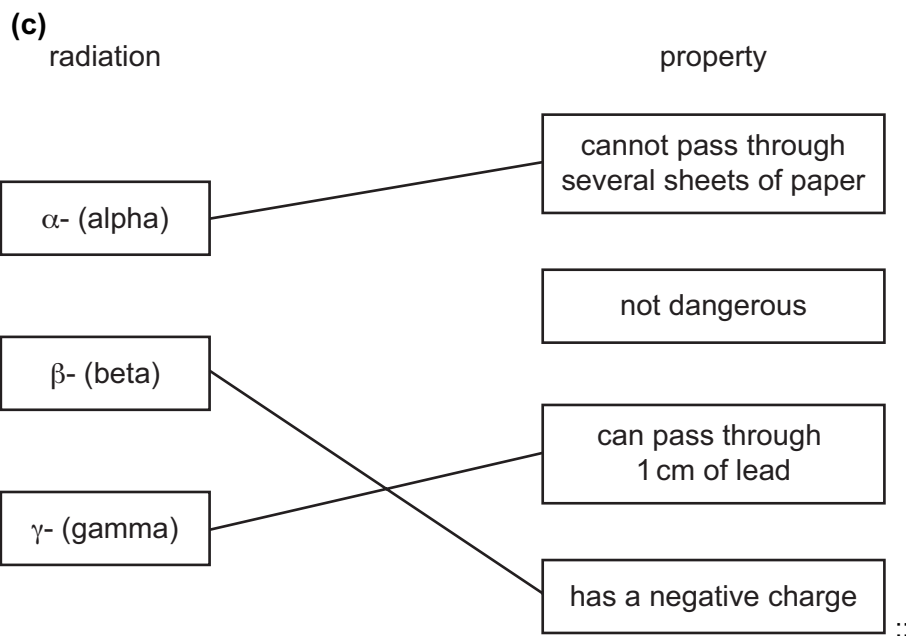 (c)
radiation property
cannot pass through
several sheets of paper
α- (alpha)
not dangerous
β- (beta)
can pass through
1 cm of lead
γ- (gamma)
has a negative charge